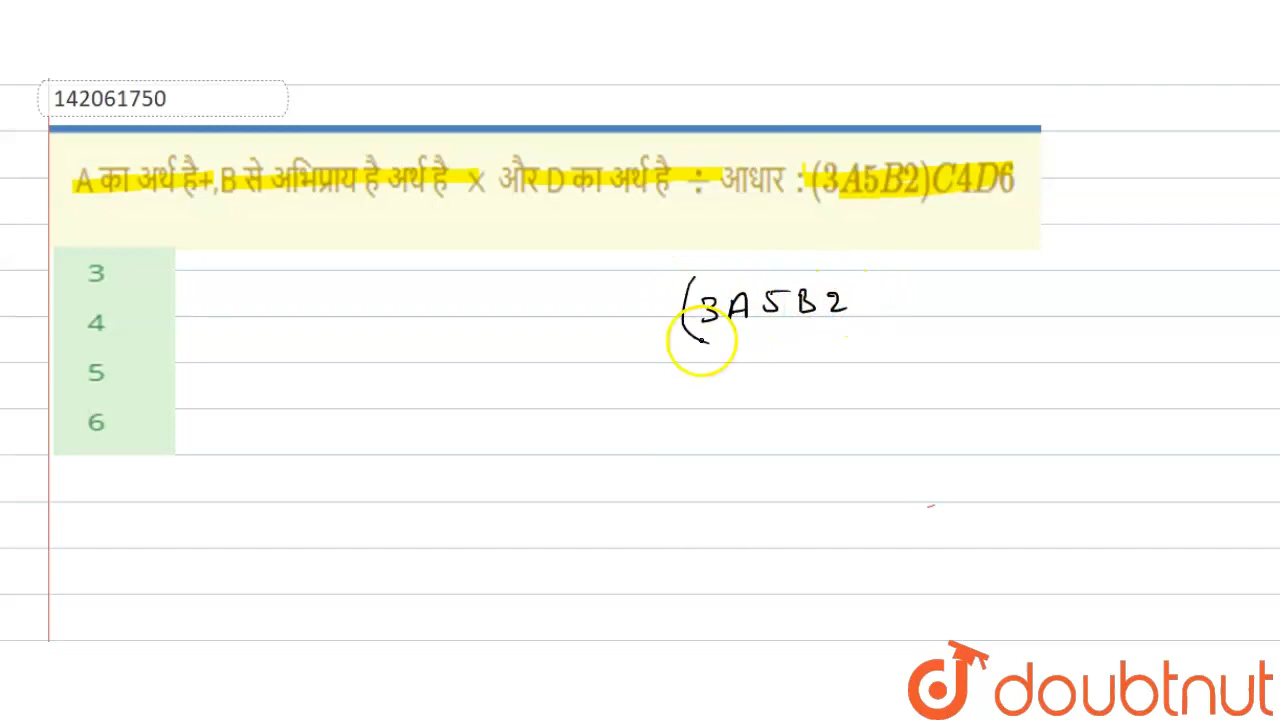 142061750
A का अर्थ है+,B से अभिप्राय है अर्थ है × और D का अर्थ है ÷ आधार :(3A5B2)C4D6
3
4
5
6
(3A5B2
doubtnut